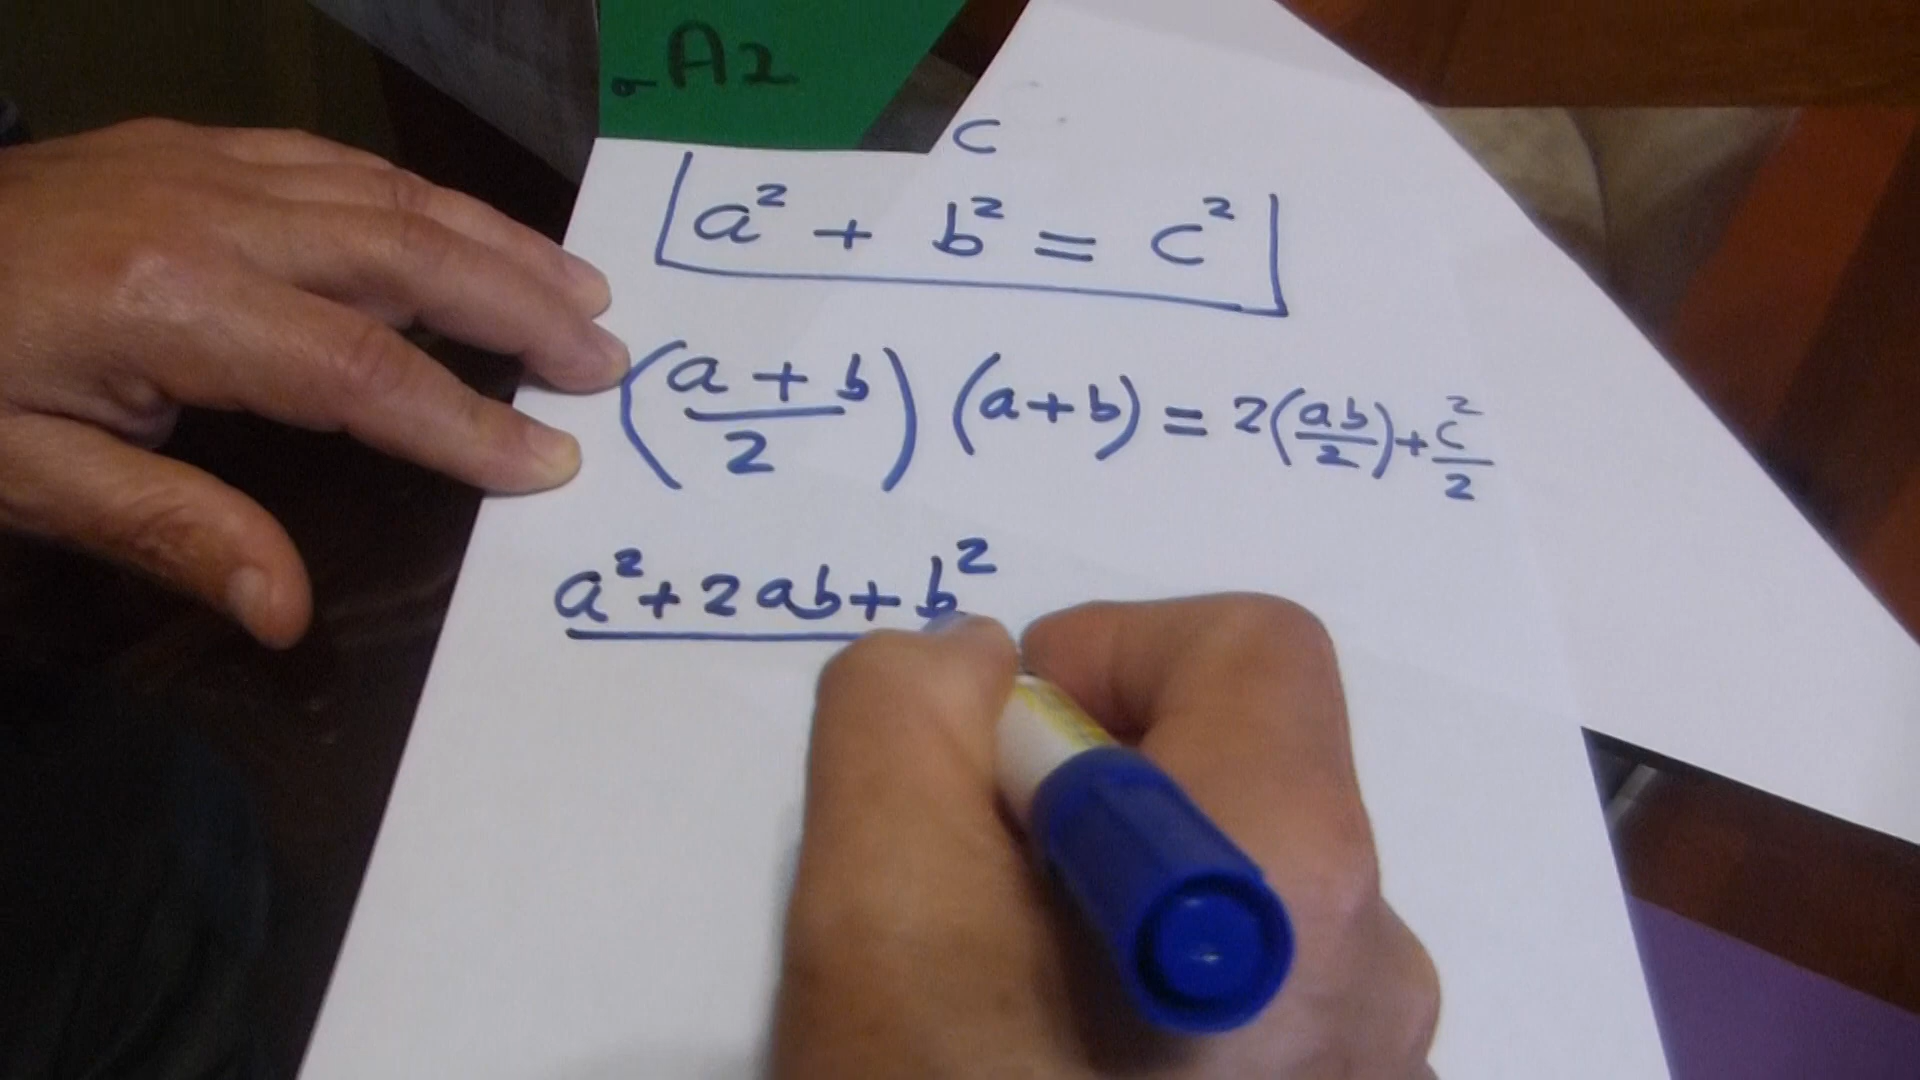 A2
c
a² + b² = c²
(a + b / 2) (a + b) = 2(ab/2) + c²/2
a² + 2ab + b²